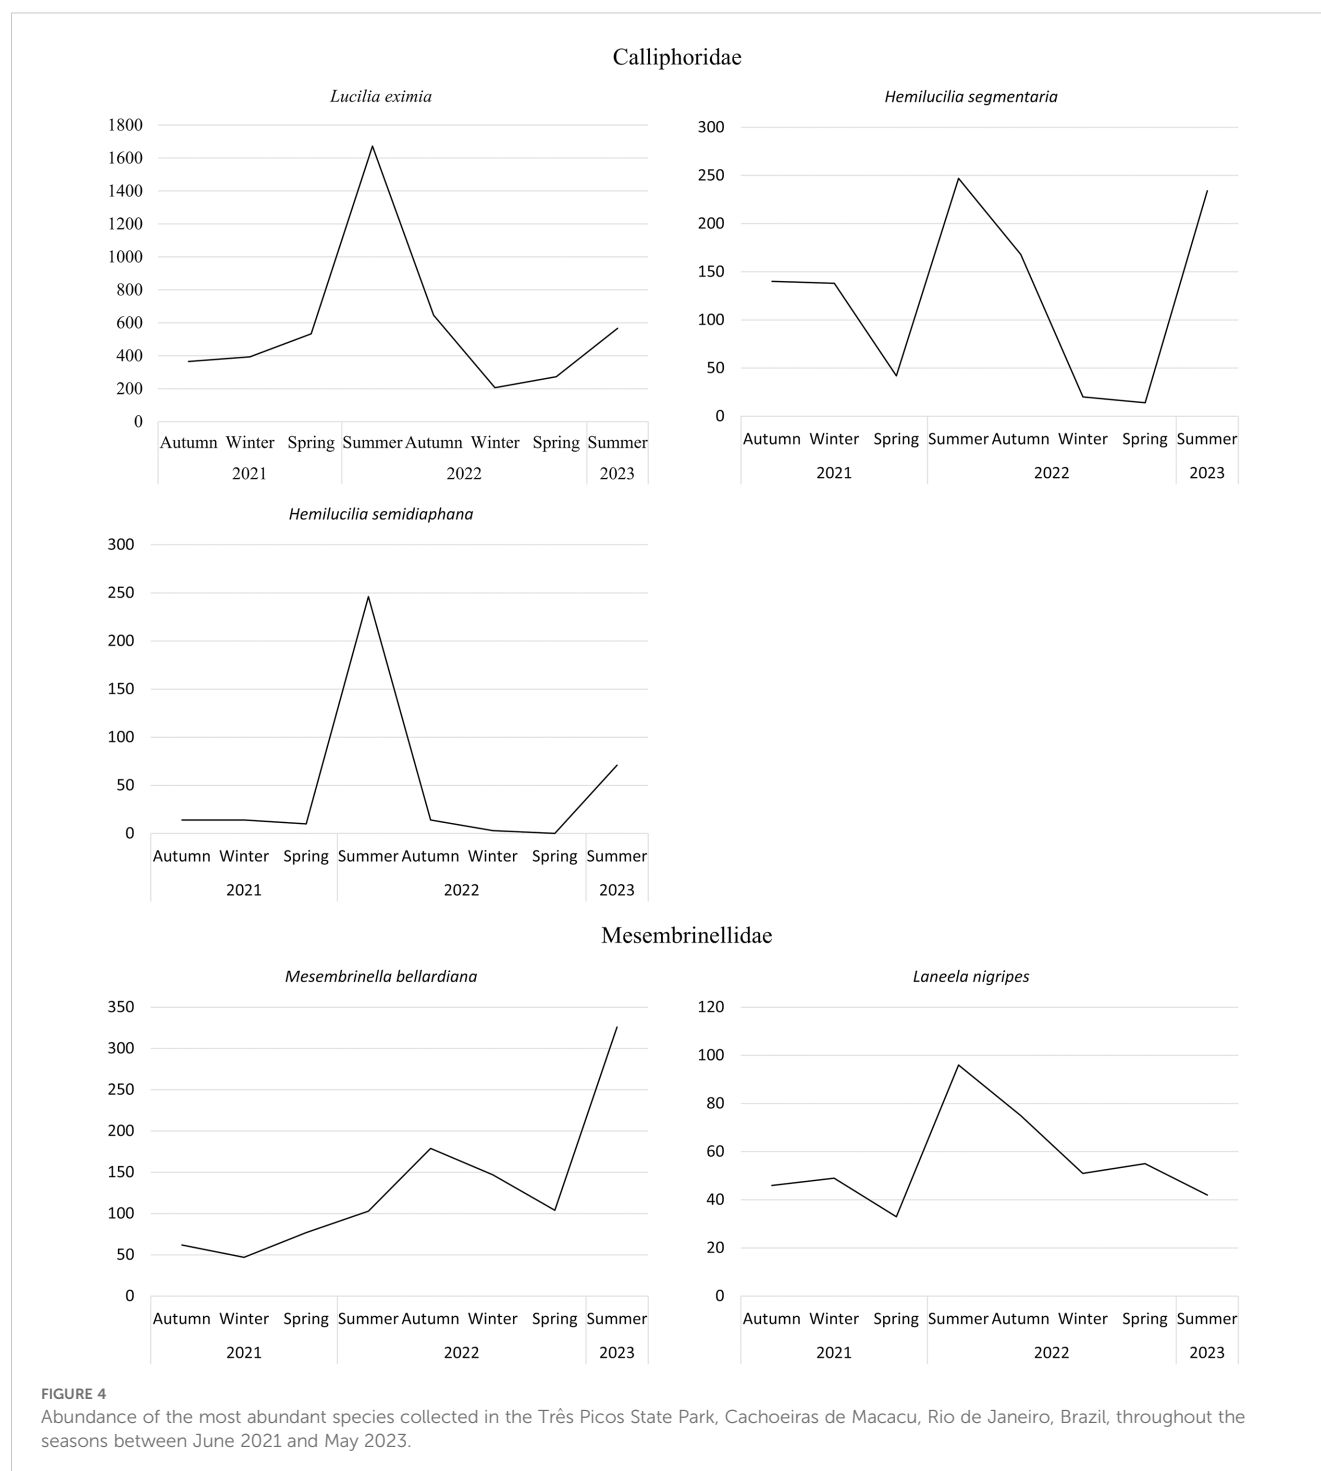 Calliphoridae
Lucilia eximia
1800
1600
1400
1200
1000
800
600
400
200
0
Autumn Winter Spring Summer Autumn Winter Spring Summer
2021 2022 2023
Hemilucilia segmentaria
300
250
200
150
100
50
0
Autumn Winter Spring Summer Autumn Winter Spring Summer
2021 2022 2023
Hemilucilia semidiaphana
300
250
200
150
100
50
0
Autumn Winter Spring Summer Autumn Winter Spring Summer
2021 2022 2023
Mesembrinellidae
Mesembrinella bellardiana
350
300
250
200
150
100
50
0
Autumn Winter Spring Summer Autumn Winter Spring Summer
2021 2022 2023
Laneela nigripes
120
100
80
60
40
20
0
Autumn Winter Spring Summer Autumn Winter Spring Summer
2021 2022 2023
FIGURE 4
Abundance of the most abundant species collected in the Três Picos State Park, Cachoeiras de Macacu, Rio de Janeiro, Brazil, throughout the
seasons between June 2021 and May 2023.